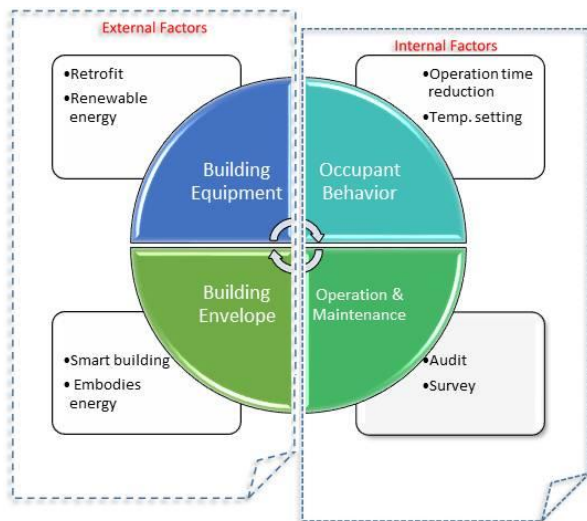 External Factors
Internal Factors
•Retrofit
•Renewable
energy
•Operation time
reduction
•Temp. setting
Building
Equipment
Occupant
Behavior
Building
Envelope
Operation &
Maintenance
•Smart building
• Embodies
energy
•Audit
•Survey